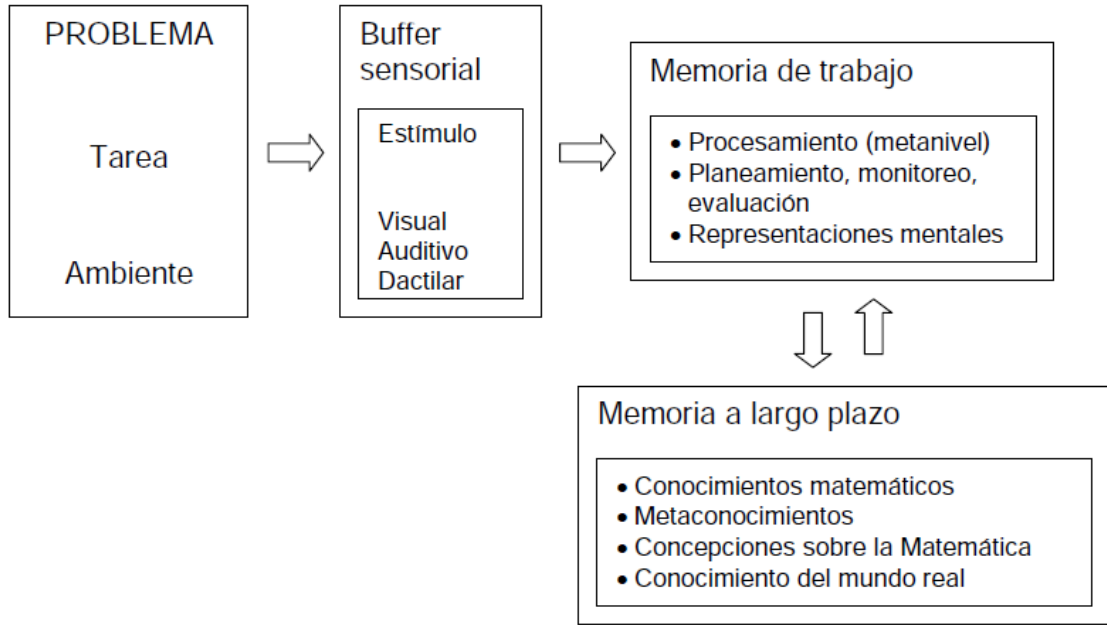 PROBLEMA
Tarea
Ambiente
Buffer
sensorial
Estímulo
Visual
Auditivo
Dactilar
Memoria de trabajo
• Procesamiento (metanivel)
• Planeamiento, monitoreo,
evaluación
• Representaciones mentales
Memoria a largo plazo
• Conocimientos matemáticos
• Metaconocimientos
• Concepciones sobre la Matemática
• Conocimiento del mundo real